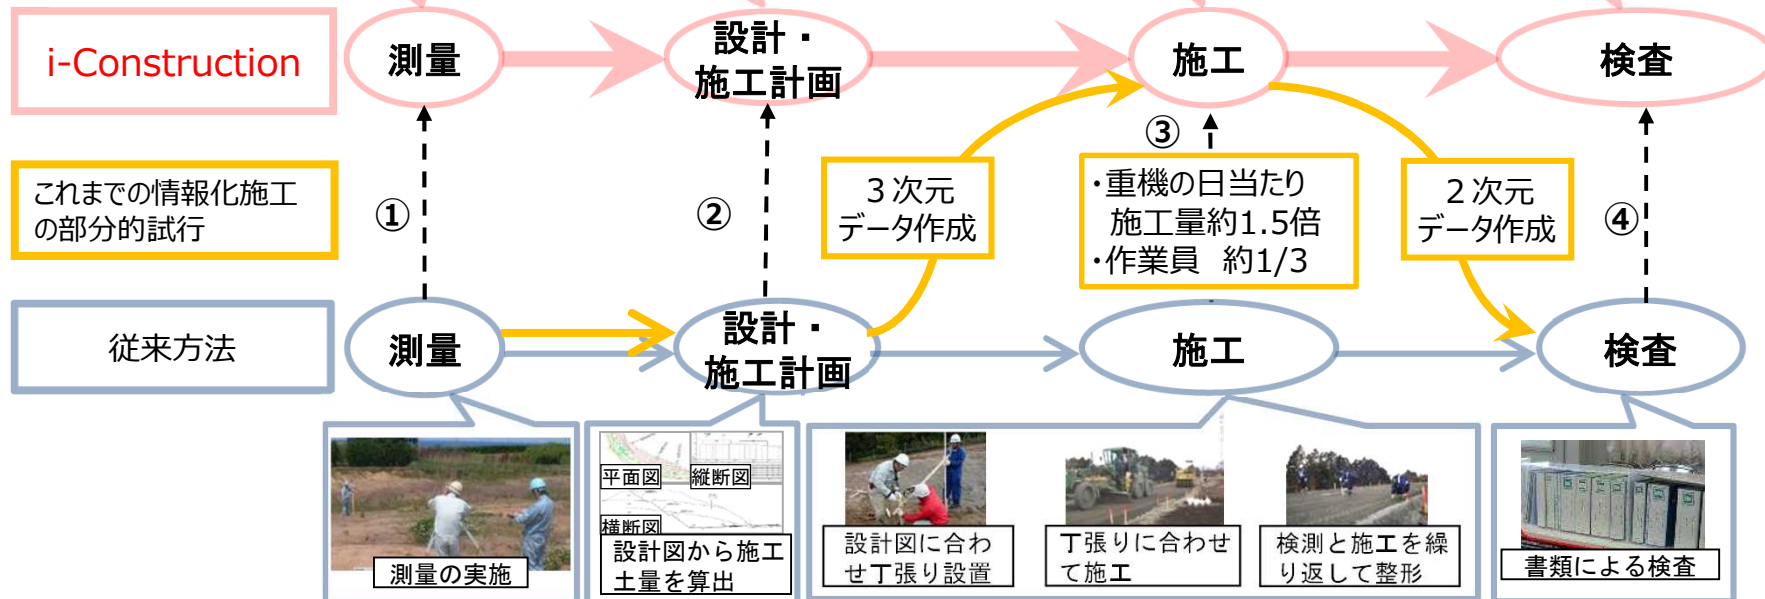 i-Construction
測量
設計・
施工計画
施工
検査
これまでの情報化施工
の部分的試行
①
②
３次元
データ作成
③
・重機の日当たり
施工量約1.5倍
・作業員 約1/3
２次元
データ作成
④
従来方法
測量
設計・
施工計画
施工
検査
測量の実施
平面図
縦断図
横断図
設計図から施工
土量を算出
設計図に合わ
せ丁張り設置
丁張りに合わせ
て施工
検測と施工を繰
り返して整形
書類による検査